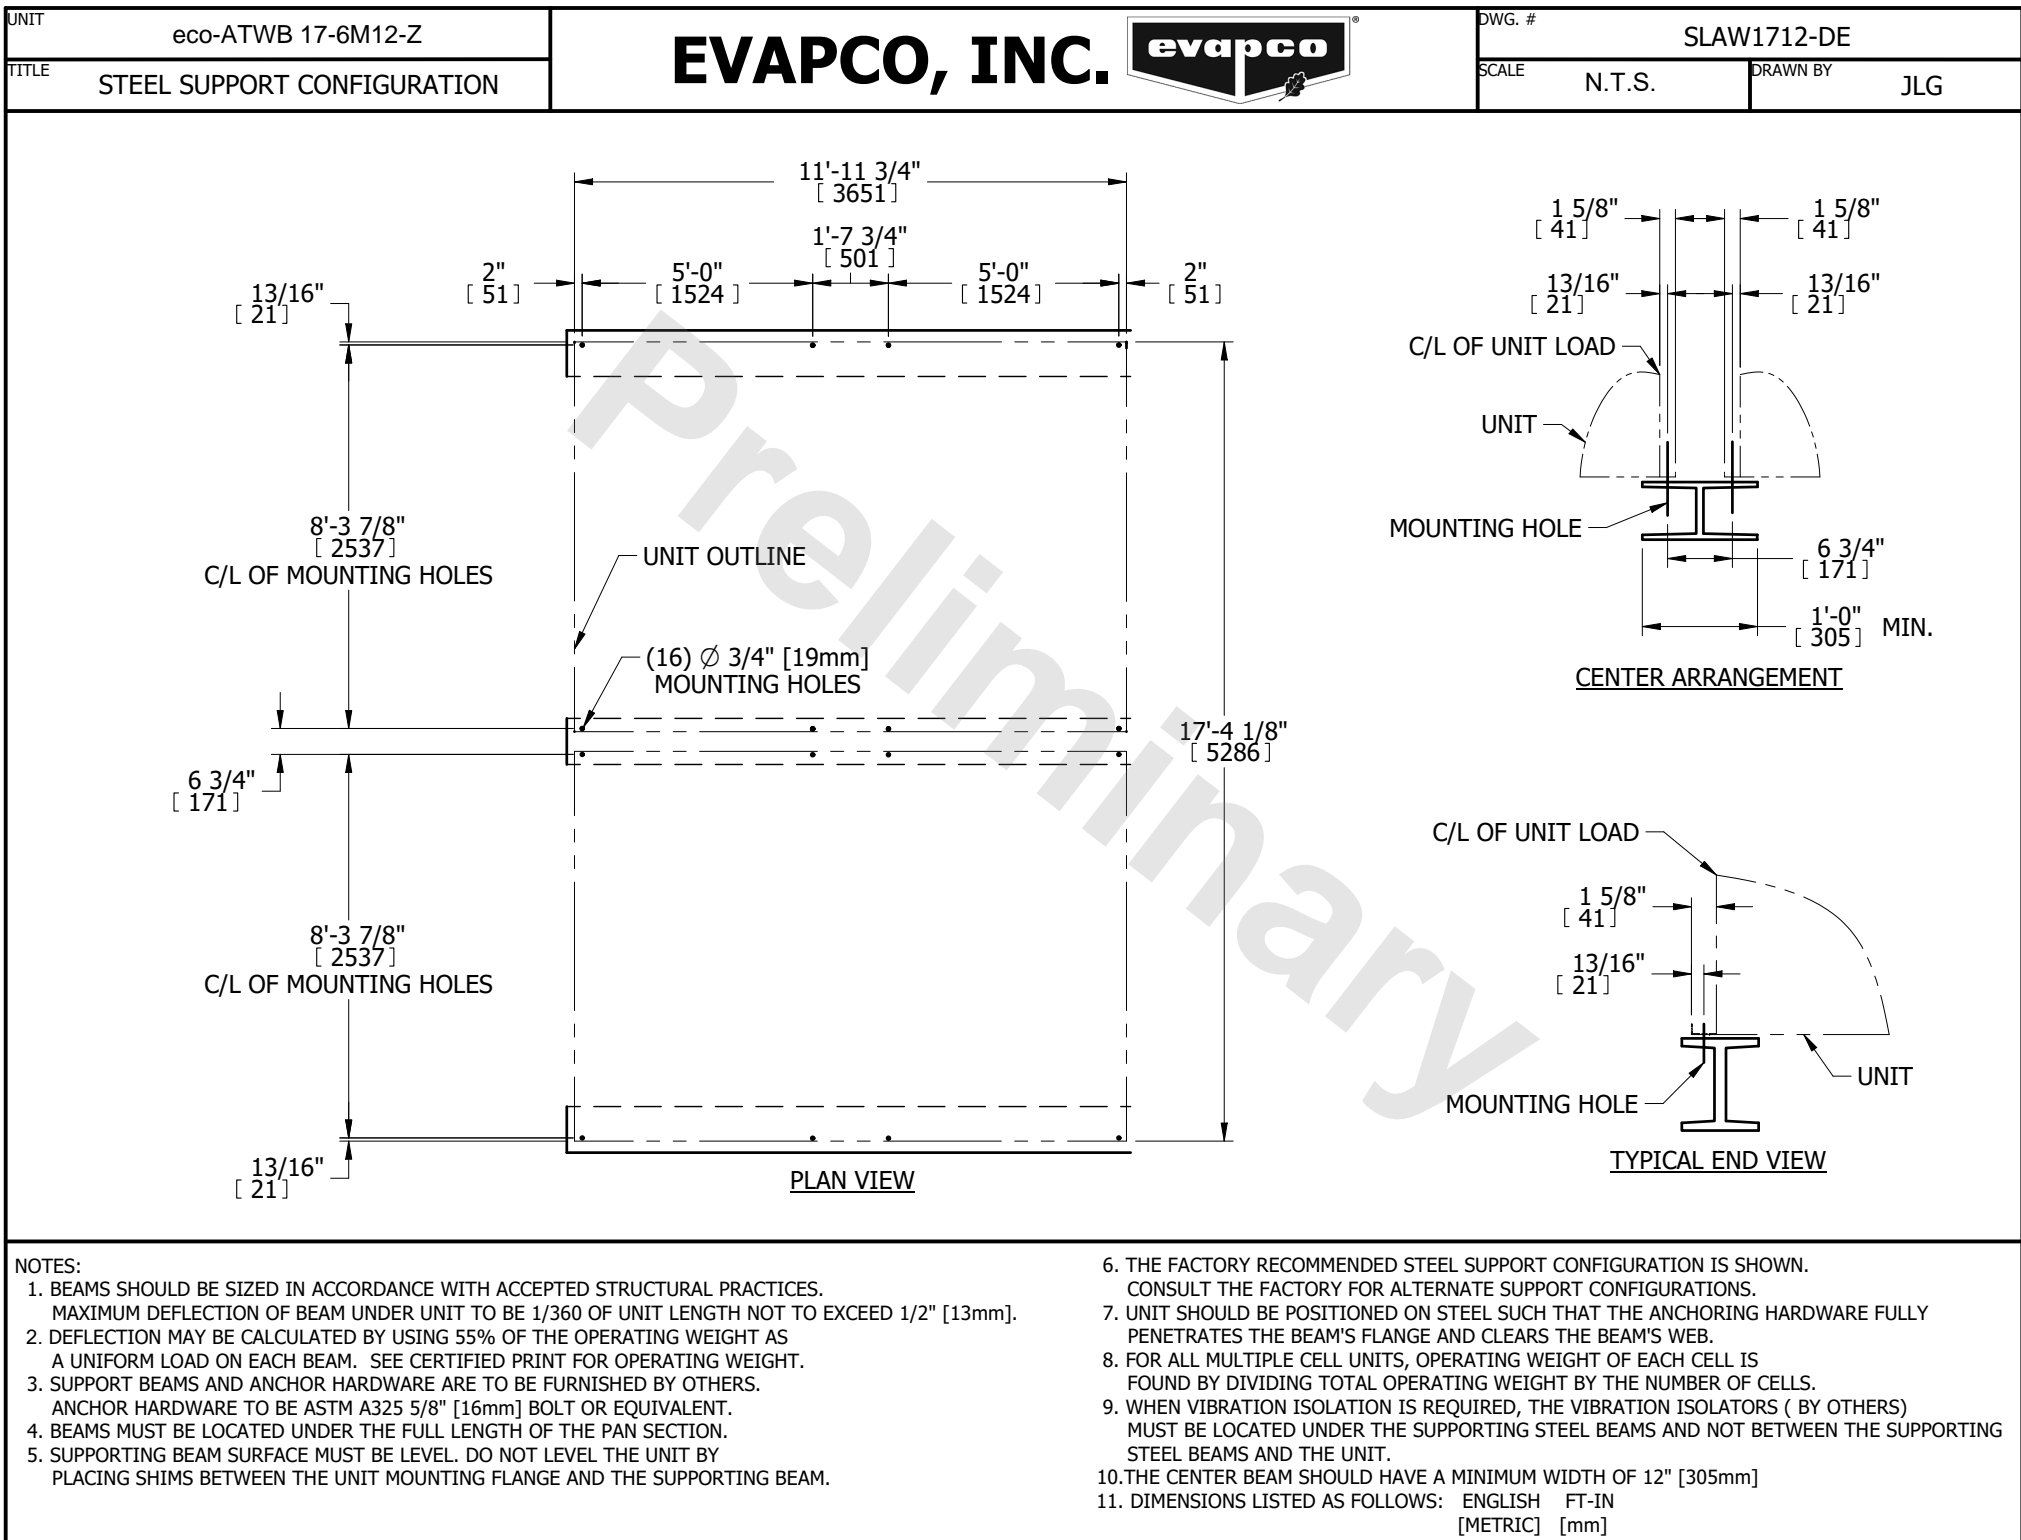 UNIT
eco-ATWB 17-6M12-Z
TITLE
STEEL SUPPORT CONFIGURATION
EVAPCO, INC.
evapco
®
DWG. #
SLAW1712-DE
SCALE
N.T.S.
DRAWN BY
JLG
11'-11 3/4"
[ 3651]
1'-7 3/4"
[ 501 ]
2"
[ 51]
5'-0"
[ 1524 ]
5'-0"
[ 1524]
2"
[ 51]
13/16"
[ 21]
8'-3 7/8"
[ 2537]
C/L OF MOUNTING HOLES
UNIT OUTLINE
(16) Ø 3/4" [19mm]
MOUNTING HOLES
6 3/4"
[ 171]
17'-4 1/8"
[ 5286]
8'-3 7/8"
[ 2537]
C/L OF MOUNTING HOLES
13/16"
[ 21]
PLAN VIEW
Preliminary
1 5/8"
[ 41]
1 5/8"
[ 41]
13/16"
[ 21]
13/16"
[ 21]
C/L OF UNIT LOAD
UNIT
MOUNTING HOLE
6 3/4"
[ 171]
1'-0"
[ 305]
MIN.
CENTER ARRANGEMENT
C/L OF UNIT LOAD
1 5/8"
[ 41]
13/16"
[ 21]
UNIT
MOUNTING HOLE
TYPICAL END VIEW
NOTES:
1. BEAMS SHOULD BE SIZED IN ACCORDANCE WITH ACCEPTED STRUCTURAL PRACTICES.
MAXIMUM DEFLECTION OF BEAM UNDER UNIT TO BE 1/360 OF UNIT LENGTH NOT TO EXCEED 1/2" [13mm].
2. DEFLECTION MAY BE CALCULATED BY USING 55% OF THE OPERATING WEIGHT AS
A UNIFORM LOAD ON EACH BEAM. SEE CERTIFIED PRINT FOR OPERATING WEIGHT.
3. SUPPORT BEAMS AND ANCHOR HARDWARE ARE TO BE FURNISHED BY OTHERS.
ANCHOR HARDWARE TO BE ASTM A325 5/8" [16mm] BOLT OR EQUIVALENT.
4. BEAMS MUST BE LOCATED UNDER THE FULL LENGTH OF THE PAN SECTION.
5. SUPPORTING BEAM SURFACE MUST BE LEVEL. DO NOT LEVEL THE UNIT BY
PLACING SHIMS BETWEEN THE UNIT MOUNTING FLANGE AND THE SUPPORTING BEAM.
6. THE FACTORY RECOMMENDED STEEL SUPPORT CONFIGURATION IS SHOWN.
CONSULT THE FACTORY FOR ALTERNATE SUPPORT CONFIGURATIONS.
7. UNIT SHOULD BE POSITIONED ON STEEL SUCH THAT THE ANCHORING HARDWARE FULLY
PENETRATES THE BEAM'S FLANGE AND CLEARS THE BEAM'S WEB.
8. FOR ALL MULTIPLE CELL UNITS, OPERATING WEIGHT OF EACH CELL IS
FOUND BY DIVIDING TOTAL OPERATING WEIGHT BY THE NUMBER OF CELLS.
9. WHEN VIBRATION ISOLATION IS REQUIRED, THE VIBRATION ISOLATORS ( BY OTHERS)
MUST BE LOCATED UNDER THE SUPPORTING STEEL BEAMS AND NOT BETWEEN THE SUPPORTING
STEEL BEAMS AND THE UNIT.
10.THE CENTER BEAM SHOULD HAVE A MINIMUM WIDTH OF 12" [305mm]
11. DIMENSIONS LISTED AS FOLLOWS: ENGLISH FT-IN
[METRIC] [mm]